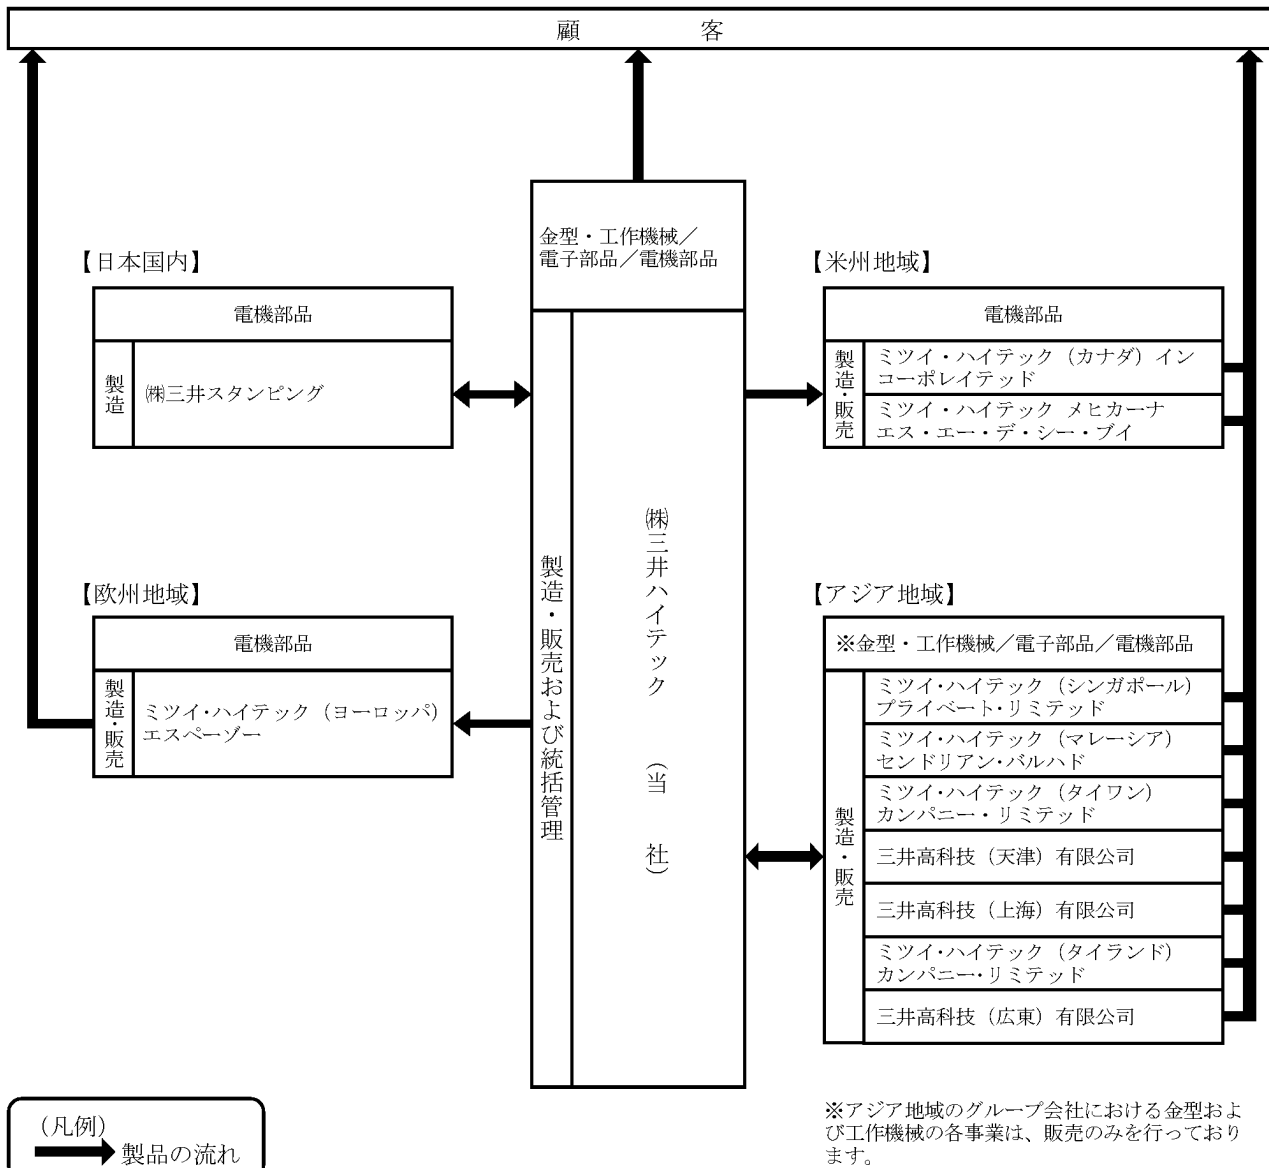 顧客
金型・工作機械／
電子部品／電機部品
製造・販売および統括管理
㈱三井ハイテック（当社）
【日本国内】
電機部品
製造
㈱三井スタンピング
【欧州地域】
電機部品
製造・販売
ミツイ・ハイテック（ヨーロッパ）
エスペーゾー
【米州地域】
電機部品
製造・販売
ミツイ・ハイテック（カナダ）イン
コーポレイテッド
ミツイ・ハイテック メヒカーナ
エス・エー・デ・シー・ブイ
【アジア地域】
※金型・工作機械／電子部品／電機部品
製造・販売
ミツイ・ハイテック（シンガポール）
プライベート・リミテッド
ミツイ・ハイテック（マレーシア）
センドリアン・バルハド
ミツイ・ハイテック（タイワン）
カンパニー・リミテッド
三井高科技（天津）有限公司
三井高科技（上海）有限公司
ミツイ・ハイテック（タイランド）
カンパニー・リミテッド
三井高科技（広東）有限公司
（凡例）
製品の流れ
※アジア地域のグループ会社における金型およ
び工作機械の各事業は、販売のみを行っており
ます。